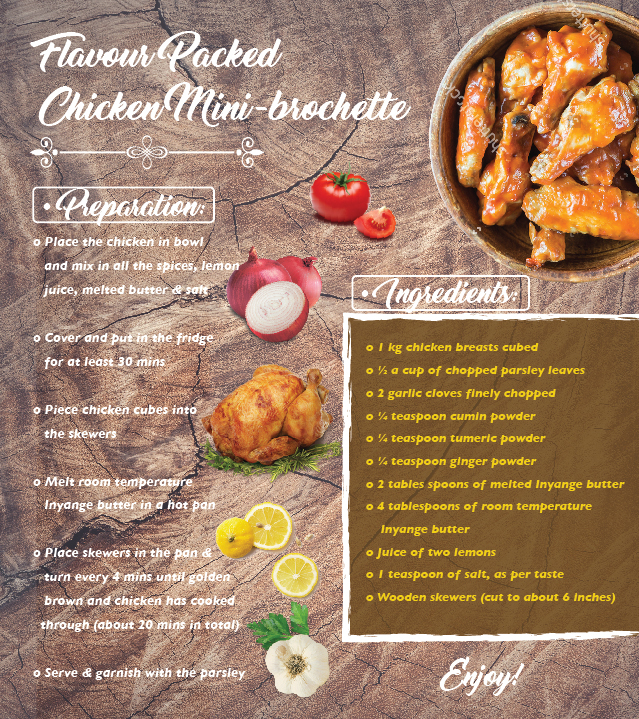 Flavour Packed
Chicken Mini-brochette
• Preparation:
o Place the chicken in bowl
and mix in all the spices, lemon
juice, melted butter & salt
o Cover and put in the fridge
for at least 30 mins
o Piece chicken cubes into
the skewers
o Melt room temperature
Inyange butter in a hot pan
o Place skewers in the pan &
turn every 4 mins until golden
brown and chicken has cooked
through (about 20 mins in total)
o Serve & garnish with the parsley
• Ingredients:
o 1 kg chicken breasts cubed
o ½ a cup of chopped parsley leaves
o 2 garlic cloves finely chopped
o ¼ teaspoon cumin powder
o ¼ teaspoon tumeric powder
o ¼ teaspoon ginger powder
o 2 tables spoons of melted Inyange butter
o 4 tablespoons of room temperature
Inyange butter
o Juice of two lemons
o 1 teaspoon of salt, as per taste
o Wooden skewers (cut to about 6 inches)
Enjoy!